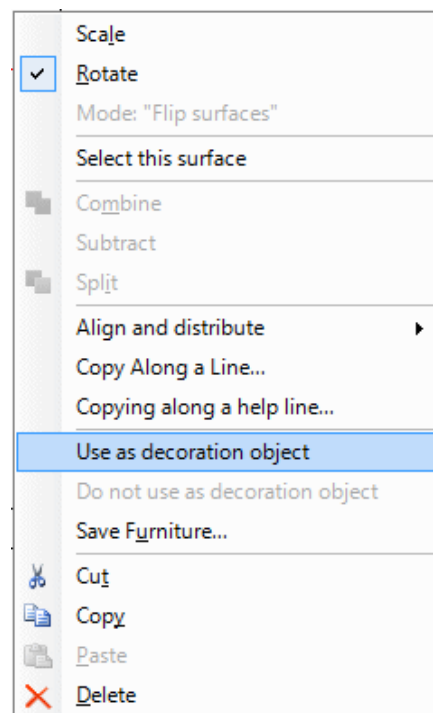 Scale
Rotate
Mode: "Flip surfaces"
Select this surface
Combine
Subtract
Split
Align and distribute
Copy Along a Line...
Copying along a help line...
Use as decoration object
Do not use as decoration object
Save Furniture...
Cut
Copy
Paste
Delete